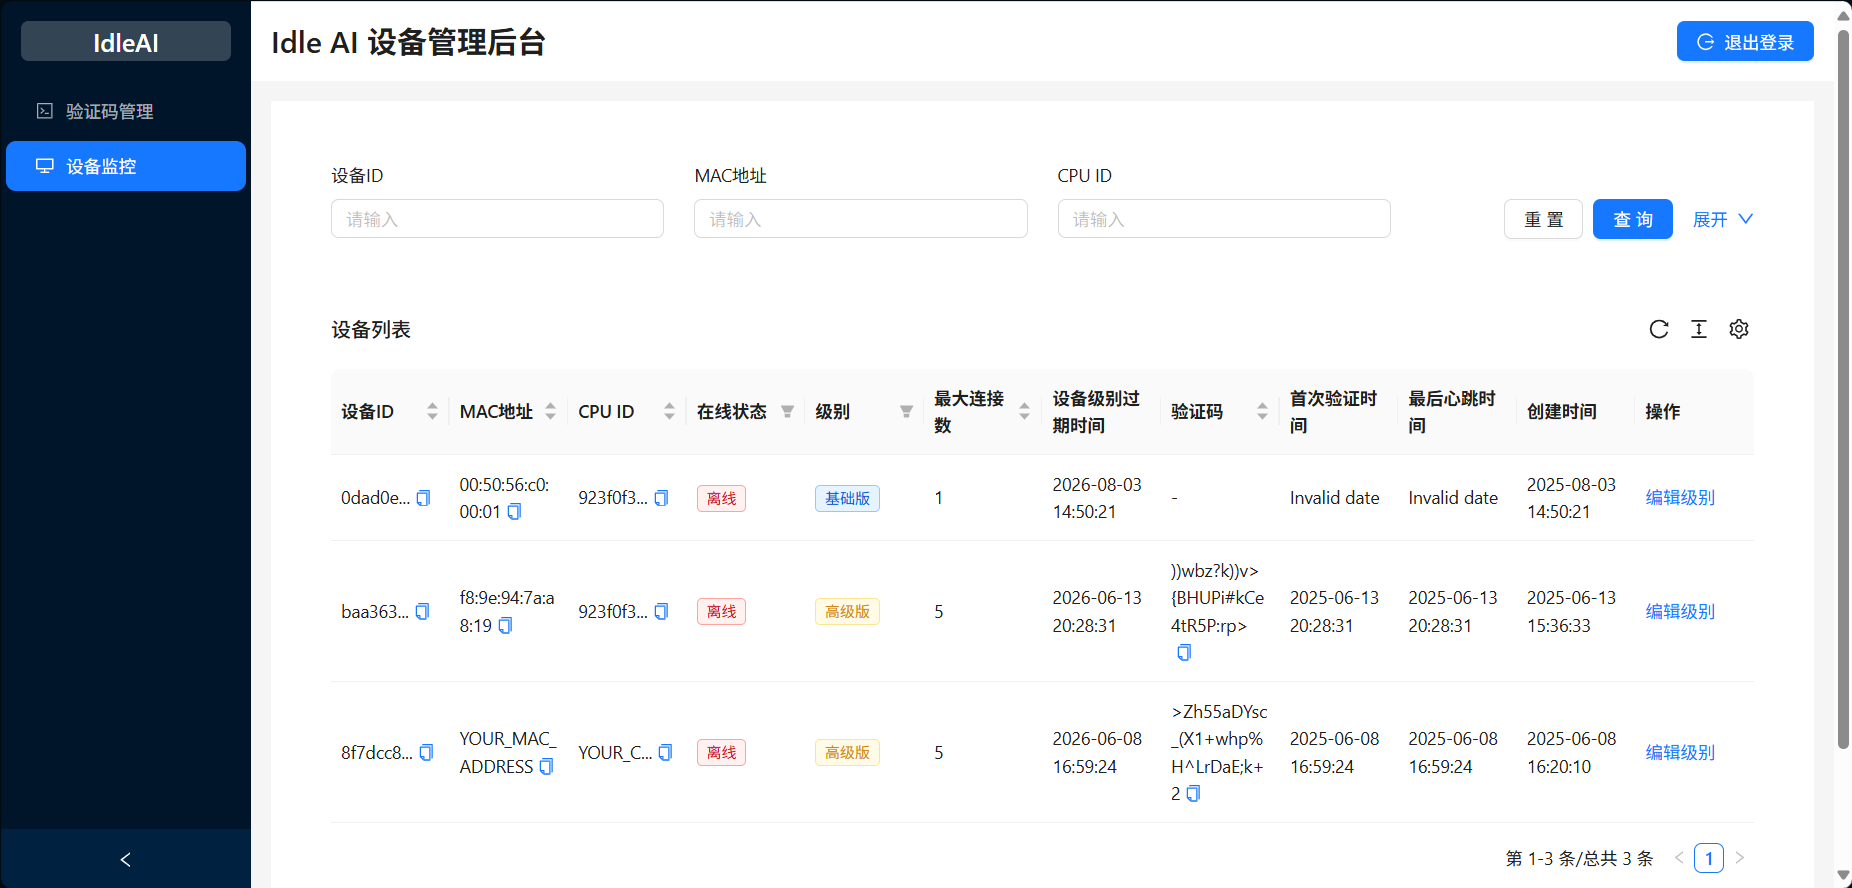 IdleAI
Idle AI 设备管理后台
退出登录
验证码管理
设备监控
设备ID
MAC地址
CPU ID
请输入
请输入
请输入
重 置
查 询
展开
设备列表
设备ID
MAC地址
CPU ID
在线状态
级别
最大连接
数
设备级别过
期时间
验证码
首次验证时
间
最后心跳时
间
创建时间
操作
0dad0e...
00:50:56:c0:
00:01
923f0f3...
离线
基础版
1
2026-08-03
14:50:21
-
Invalid date
Invalid date
2025-08-03
14:50:21
编辑级别
baa363...
f8:9e:94:7a:a
8:19
923f0f3...
离线
高级版
5
2026-06-13
20:28:31
))wbz?k))v>
{BHUPi#kCe
4tR5P:rp>
2025-06-13
20:28:31
2025-06-13
20:28:31
2025-06-13
15:36:33
编辑级别
8f7dcc8...
YOUR_MAC_
ADDRESS
YOUR_C...
离线
高级版
5
2026-06-08
16:59:24
>Zh55aDYsc
_(X1+whp%
H^LrDaE;k+
2
2025-06-08
16:59:24
2025-06-08
16:59:24
2025-06-08
16:20:10
编辑级别
第 1-3 条/总共 3 条
1